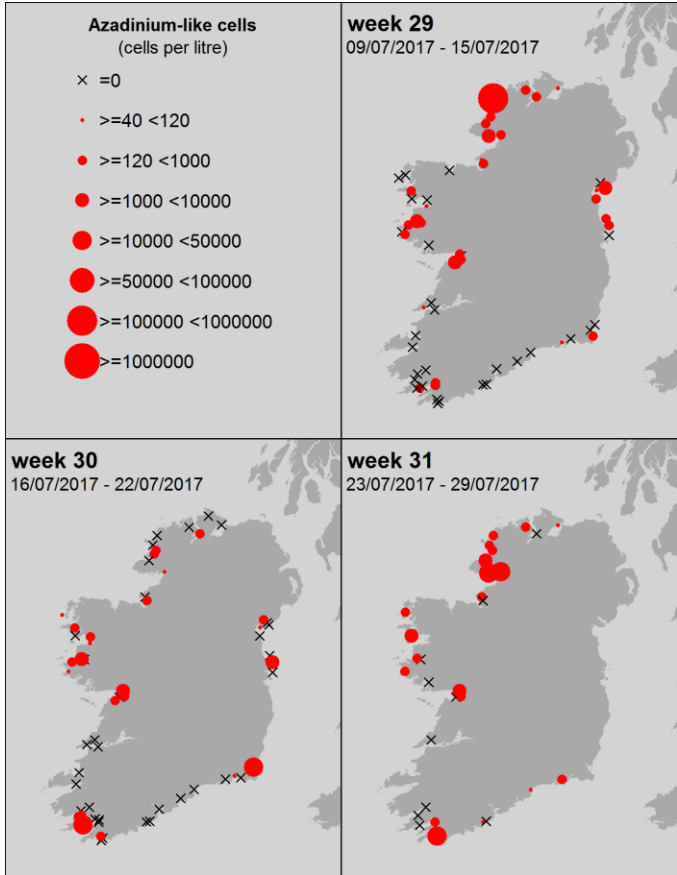 Azadinium-like cells
(cells per litre)
=0
>=40 <120
>=120 <1000
>=1000 <10000
>=10000 <50000
>=50000 <100000
>=100000 <1000000
>=1000000
week 29
09/07/2017 - 15/07/2017
week 30
16/07/2017 - 22/07/2017
week 31
23/07/2017 - 29/07/2017